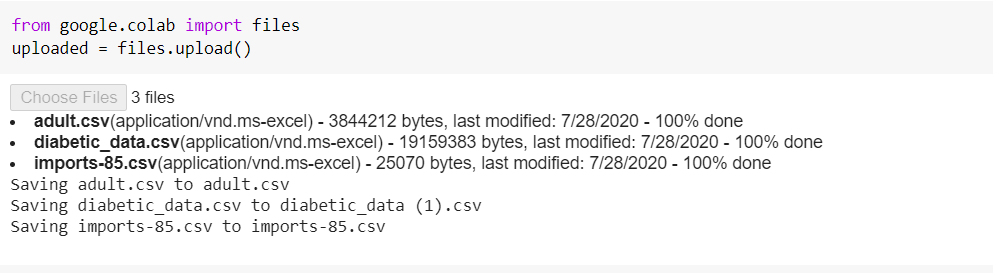 from google.colab import files
uploaded = files.upload()
Choose Files 3 files
• adult.csv(application/vnd.ms-excel) - 3844212 bytes, last modified: 7/28/2020 - 100% done
• diabetic_data.csv(application/vnd.ms-excel) - 19159383 bytes, last modified: 7/28/2020 - 100% done
• imports-85.csv(application/vnd.ms-excel) - 25070 bytes, last modified: 7/28/2020 - 100% done
Saving adult.csv to adult.csv
Saving diabetic_data.csv to diabetic_data (1).csv
Saving imports-85.csv to imports-85.csv